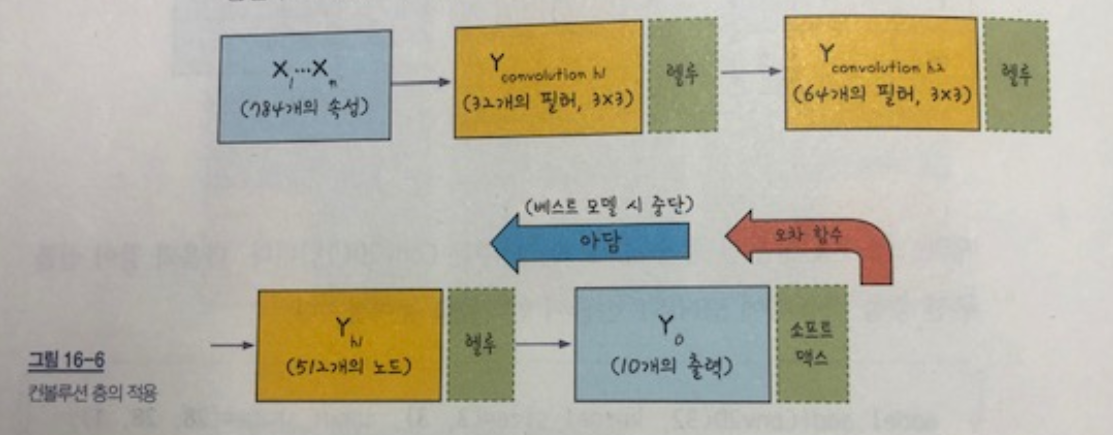 X₁...Xₙ
(784개의 속성)
Y convolution h1
(32개의 필터, 3X3)
렐루
Y convolution h2
(64개의 필터, 3X3)
렐루
(베스트 모델 시 중단)
아담
오차 함수
Y h1
(512개의 노드)
렐루
Y₀
(10개의 출력)
소프트
맥스
그림 16-6
컨볼루션 층의 적용